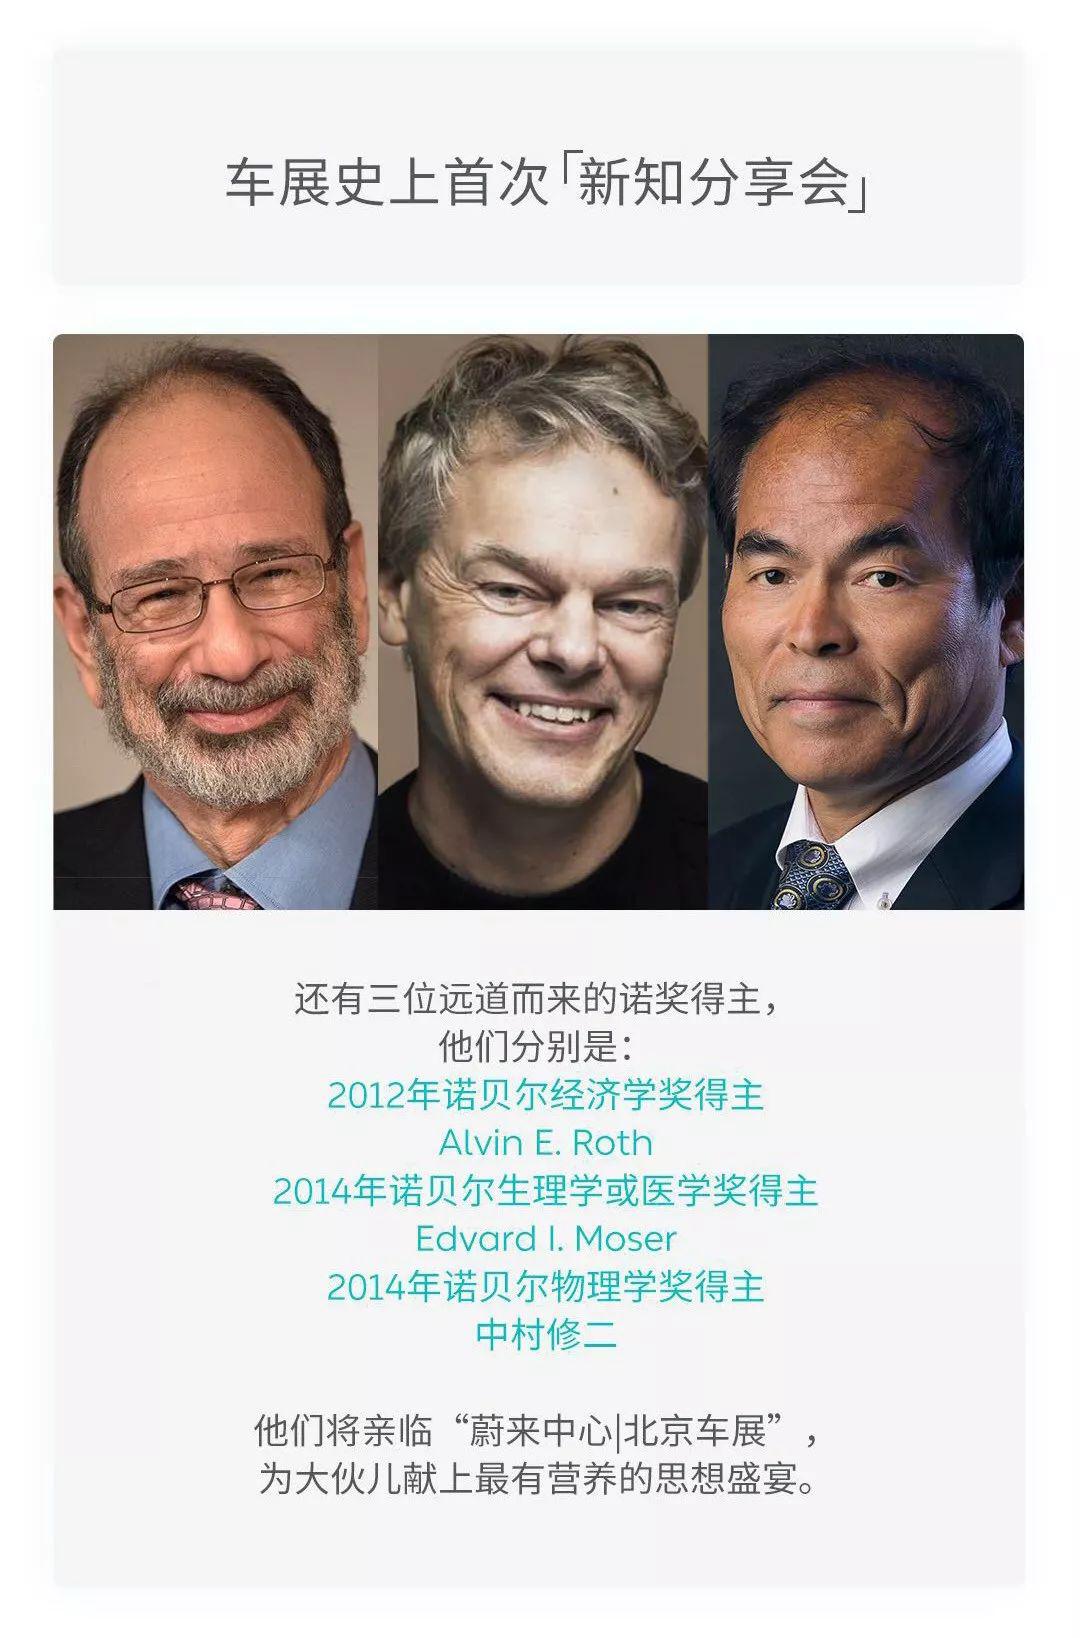 车展史上首次「新知分享会」
还有三位远道而来的诺奖得主，
他们分别是：
2012年诺贝尔经济学奖得主
Alvin E. Roth
2014年诺贝尔生理学或医学奖得主
Edvard I. Moser
2014年诺贝尔物理学奖得主
中村修二
他们将亲临“蔚来中心|北京车展”，
为大伙儿献上最有营养的思想盛宴。